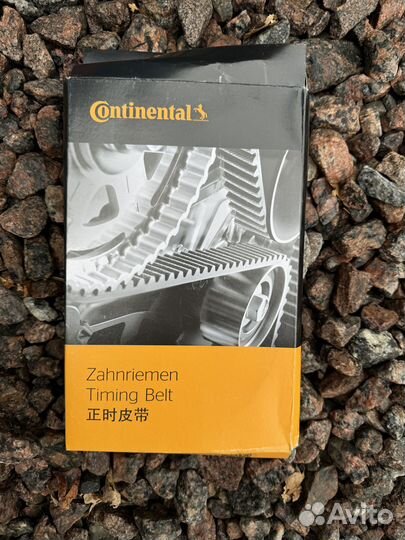 Continental
Zahnriemen
Timing Belt
正时皮带
Avito